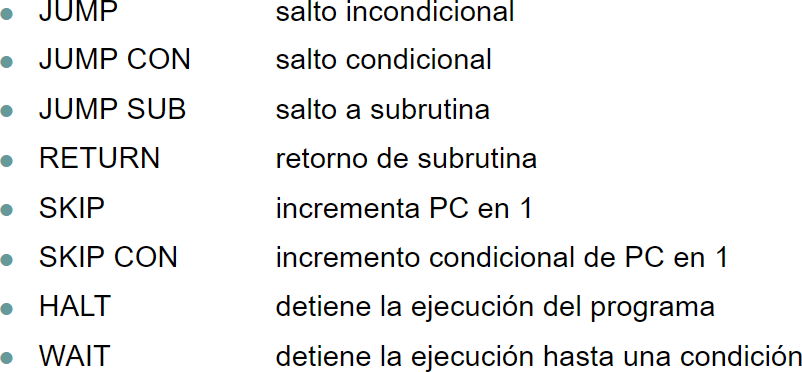 JUMP salto incondicional
JUMP CON salto condicional
JUMP SUB salto a subrutina
RETURN retorno de subrutina
SKIP incrementa PC en 1
SKIP CON incremento condicional de PC en 1
HALT detiene la ejecución del programa
WAIT detiene la ejecución hasta una condición